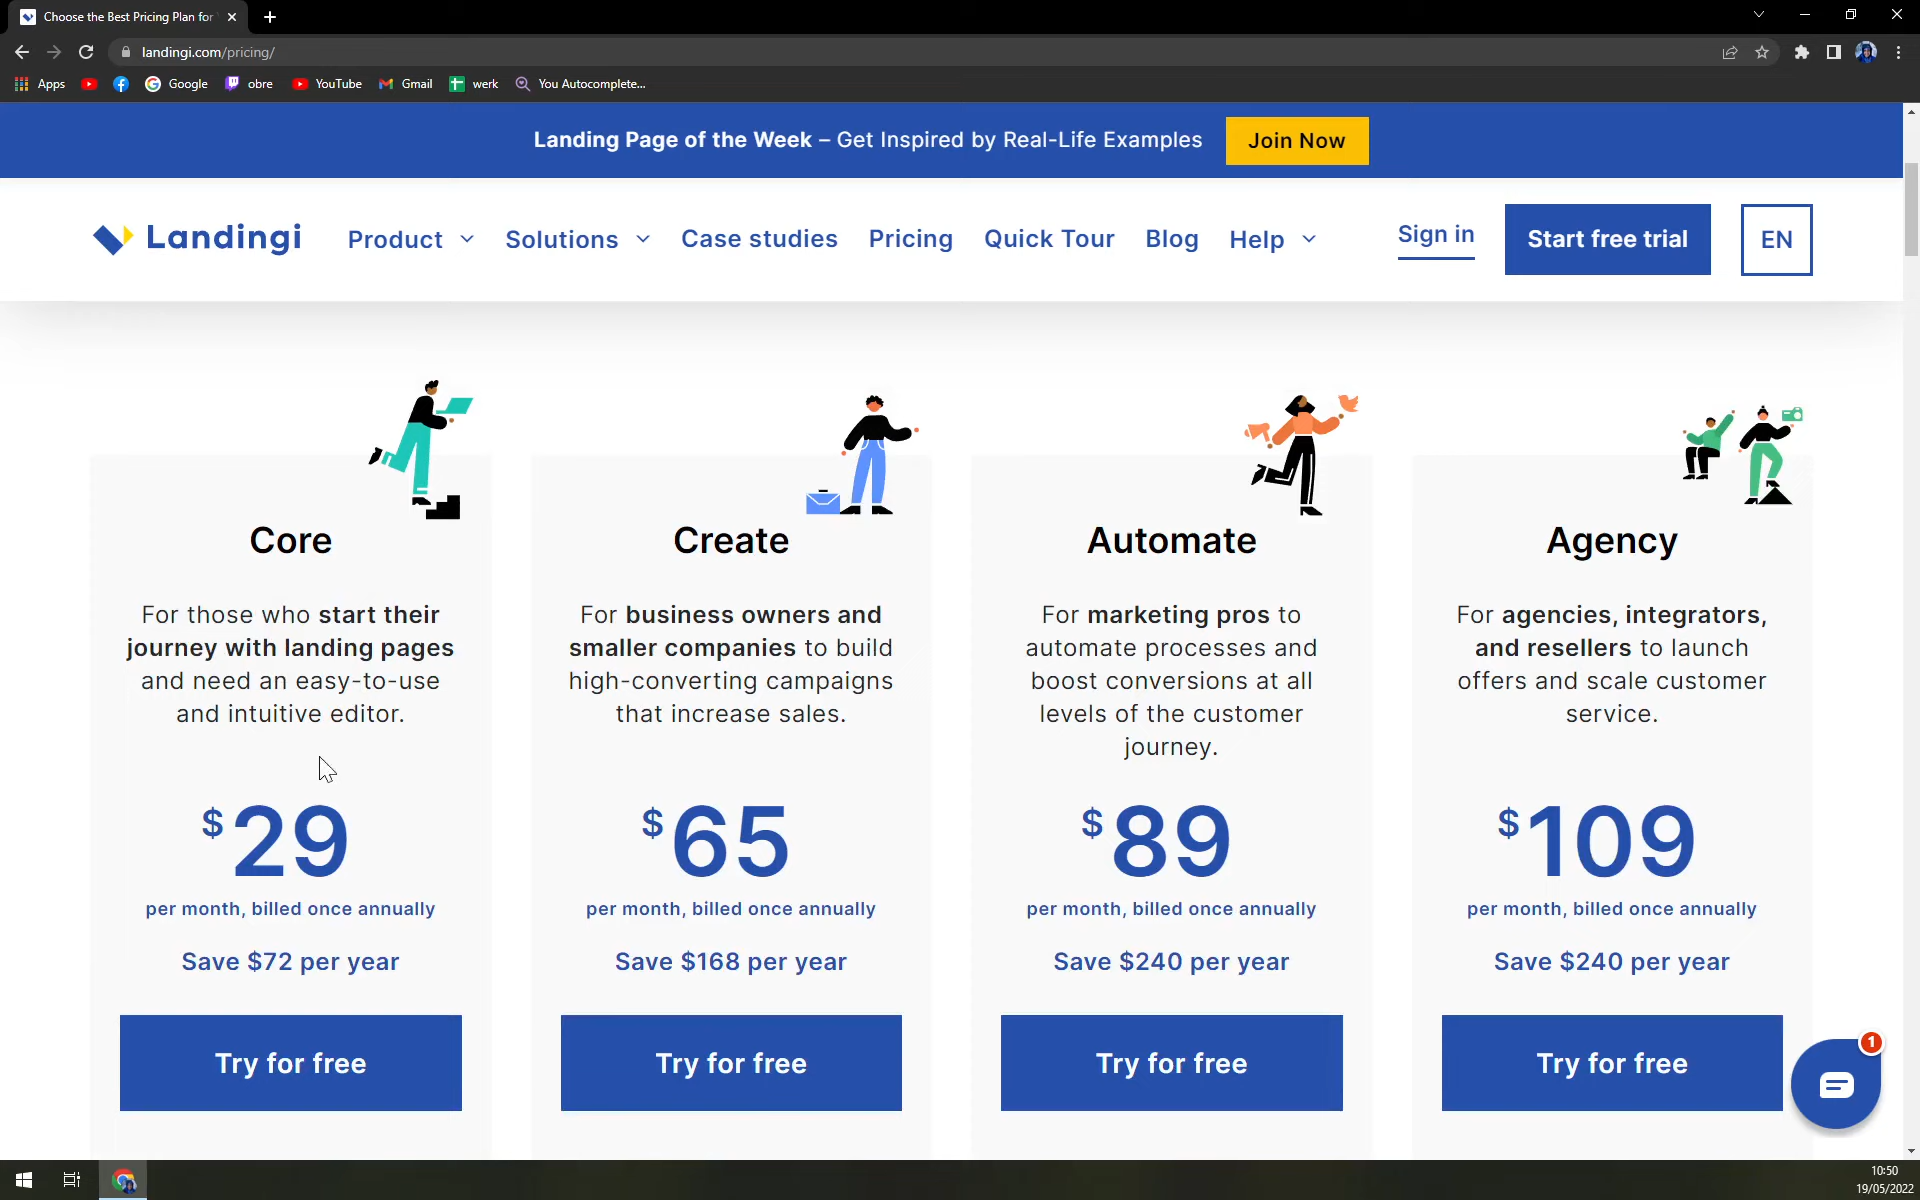 Choose the Best Pricing Plan for
landingi.com/pricing/
Apps
Google
obre
YouTube
Gmail
werk
You Autocomplete...
Landing Page of the Week – Get Inspired by Real-Life Examples
Join Now
Landingi
Product
Solutions
Case studies
Pricing
Quick Tour
Blog
Help
Sign in
Start free trial
EN
Core
For those who start their
journey with landing pages
and need an easy-to-use
and intuitive editor.
$29
per month, billed once annually
Save $72 per year
Try for free
Create
For business owners and
smaller companies to build
high-converting campaigns
that increase sales.
$65
per month, billed once annually
Save $168 per year
Try for free
Automate
For marketing pros to
automate processes and
boost conversions at all
levels of the customer
journey.
$89
per month, billed once annually
Save $240 per year
Try for free
Agency
For agencies, integrators,
and resellers to launch
offers and scale customer
service.
$109
per month, billed once annually
Save $240 per year
Try for free
1
10:50
19/05/2022